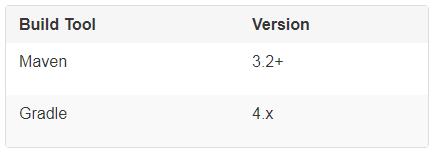 Build Tool Version
Maven 3.2+
Gradle 4.x